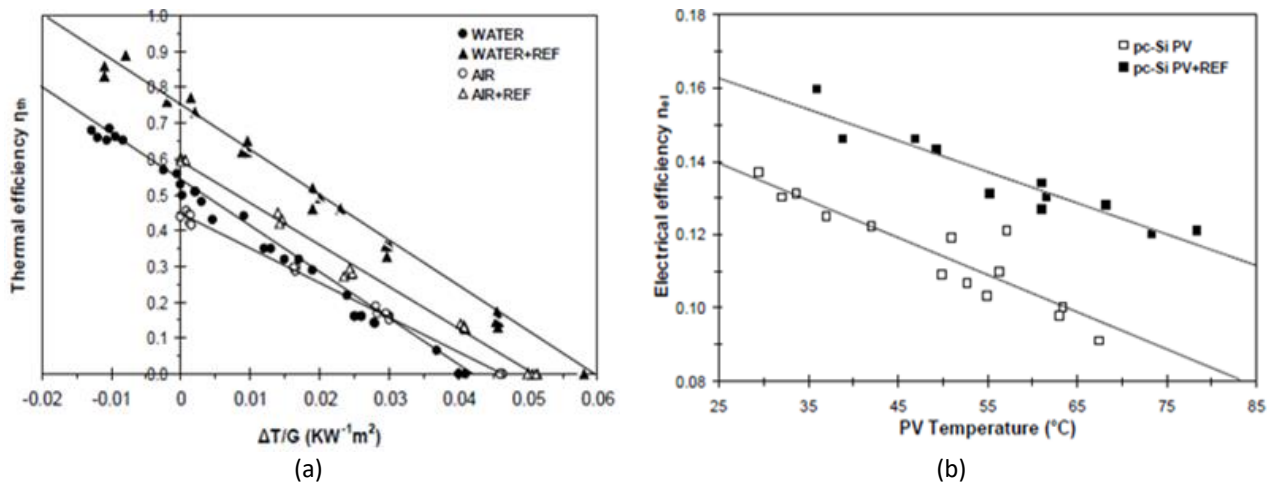 1.0
0.9
0.8
0.7
0.6
0.5
0.4
0.3
0.2
0.1
0.0
-0.02 -0.01 0 0.01 0.02 0.03 0.04 0.05 0.06
Thermal efficiency ηth
ΔT/G (KW⁻¹m²)
WATER
WATER+REF
AIR
AIR+REF
(a)
0.18
0.16
0.14
0.12
0.10
0.08
25 35 45 55 65 75 85
Electrical efficiency nel
PV Temperature (°C)
pc-Si PV
pc-Si PV+REF
(b)